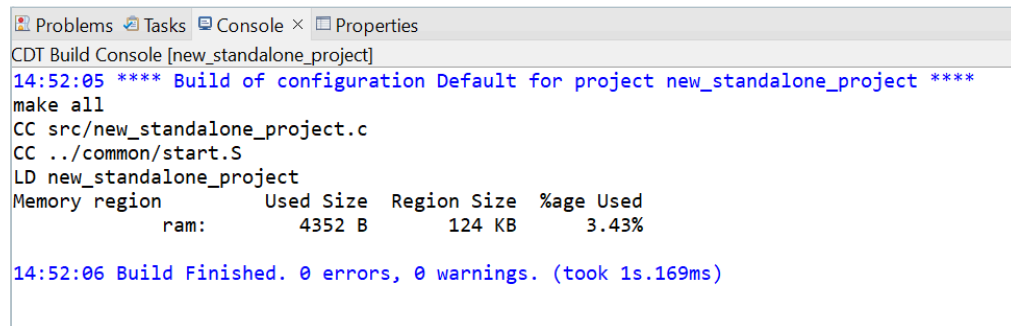 Problems Tasks Console × Properties
CDT Build Console [new_standalone_project]
14:52:05 **** Build of configuration Default for project new_standalone_project ****
make all
CC src/new_standalone_project.c
CC ../common/start.S
LD new_standalone_project
Memory region Used Size Region Size %age Used
ram: 4352 B 124 KB 3.43%
14:52:06 Build Finished. 0 errors, 0 warnings. (took 1s.169ms)